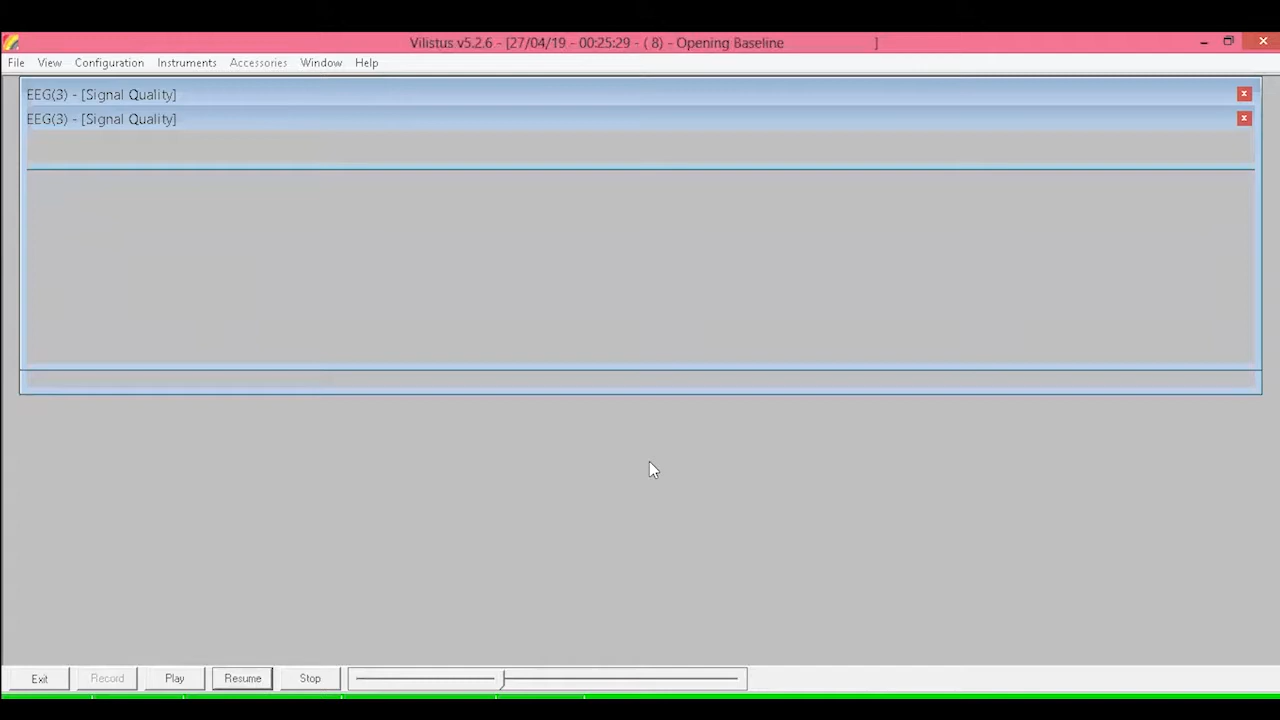 Vilistus v5.2.6 - [27/04/19 - 00:25:29 - ( 8) - Opening Baseline ]
File View Configuration Instruments Accessories Window Help
EEG(3) - [Signal Quality]
EEG(3) - [Signal Quality]
Exit Record Play Resume Stop